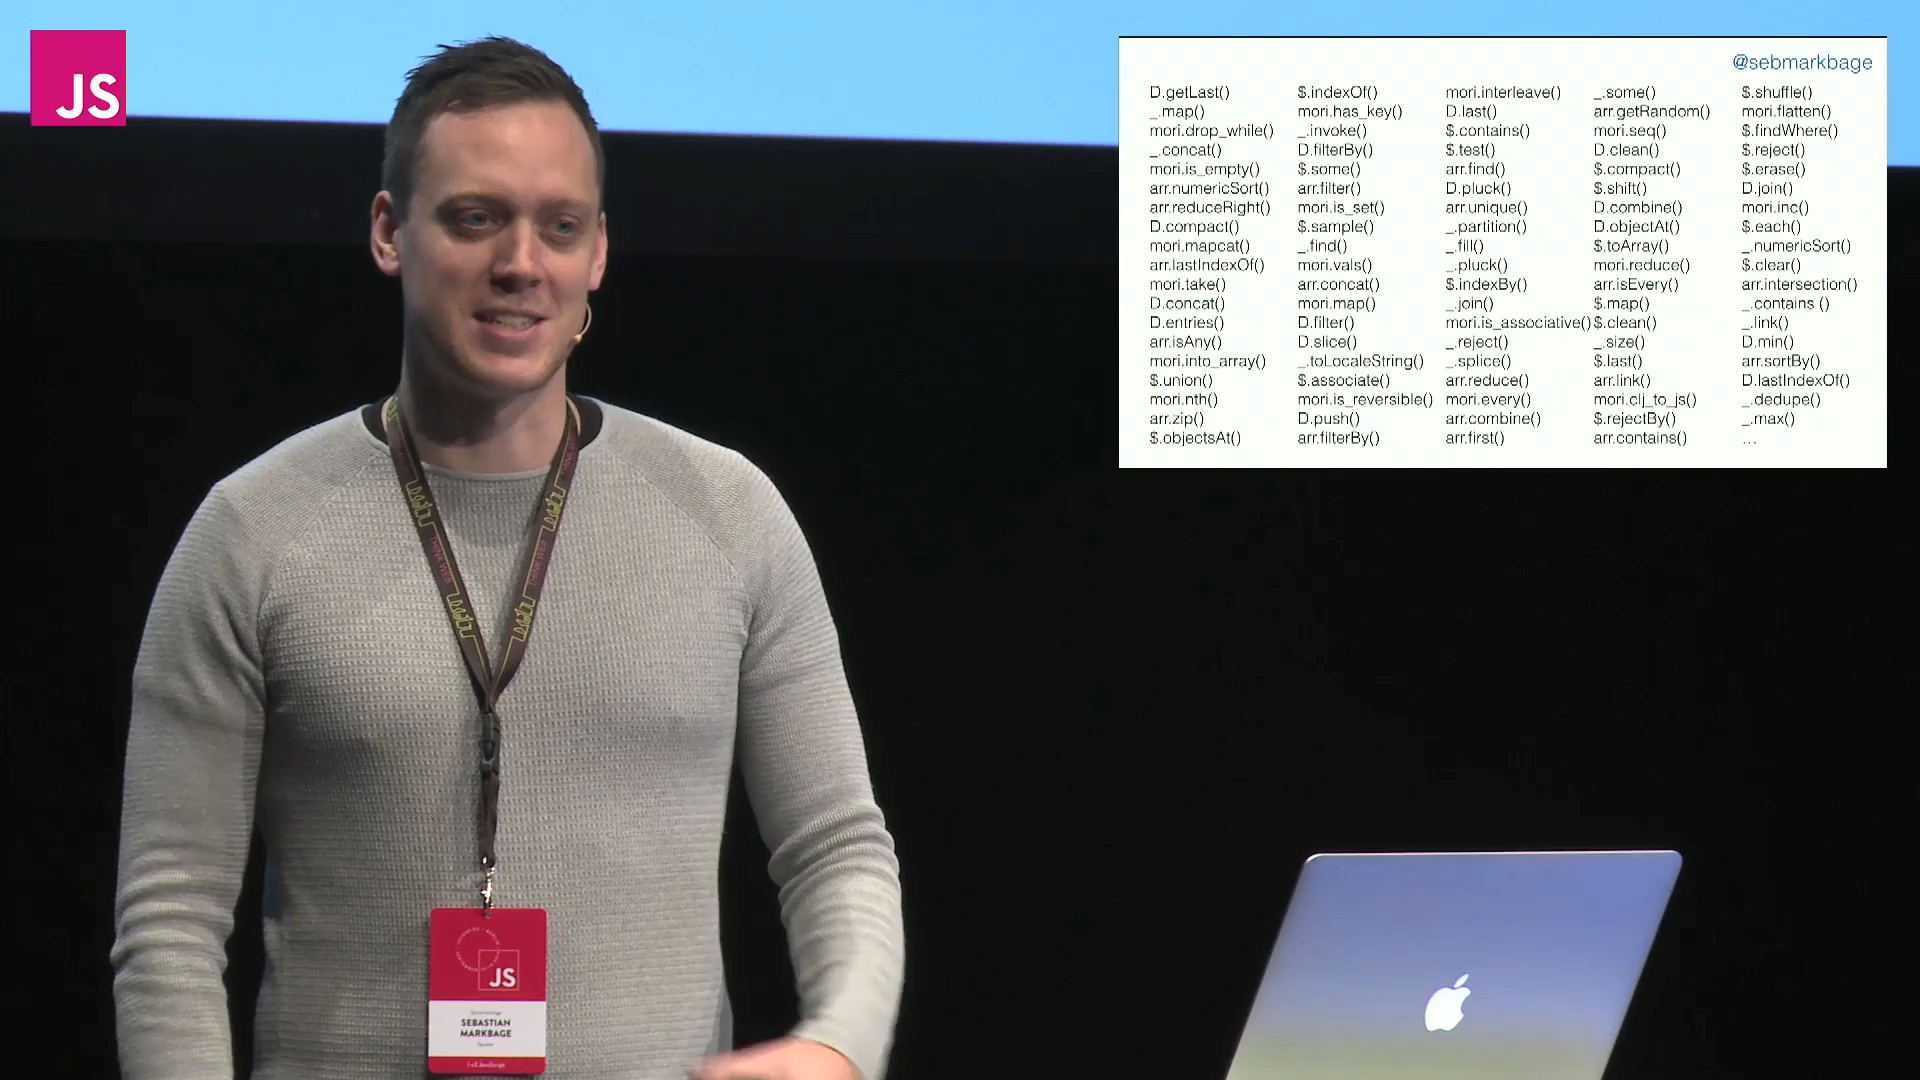 JS
@sebmarkbage
D.getLast() $.indexOf() mori.interleave() _.some() $.shuffle()
_.map() mori.has_key() D.last() arr.getRandom() mori.flatten()
mori.drop_while() _.invoke() $.contains() mori.seq() $.findWhere()
_.concat() D.filterBy() $.test() D.clean() $.reject()
mori.is_empty() $.some() arr.find() $.compact() $.erase()
arr.numericSort() arr.filter() D.pluck() $.shift() D.join()
arr.reduceRight() mori.is_set() arr.unique() D.combine() mori.inc()
D.compact() $.sample() _.partition() D.objectAt() $.each()
mori.mapcat() _.find() _.fill() $.toArray() _.numericSort()
arr.lastIndexOf() mori.vals() _.pluck() mori.reduce() $.clear()
mori.take() arr.concat() $.indexBy() arr.isEvery() arr.intersection()
D.concat() mori.map() _.join() $.map() _.contains ()
D.entries() D.filter() mori.is_associative() $.clean() _.link()
arr.isAny() D.slice() _.reject() _.size() D.min()
mori.into_array() _.toLocaleString() _.splice() $.last() arr.sortBy()
$.union() $.associate() arr.reduce() arr.link() D.lastIndexOf()
mori.nth() mori.is_reversible() mori.every() mori.clj_to_js() _.dedupe()
arr.zip() D.push() arr.combine() $.rejectBy() _.max()
$.objectsAt() arr.filterBy() arr.first() arr.contains() ...
THINK WEB
THINK WEB
JS
SEBASTIAN
MARKBAGE